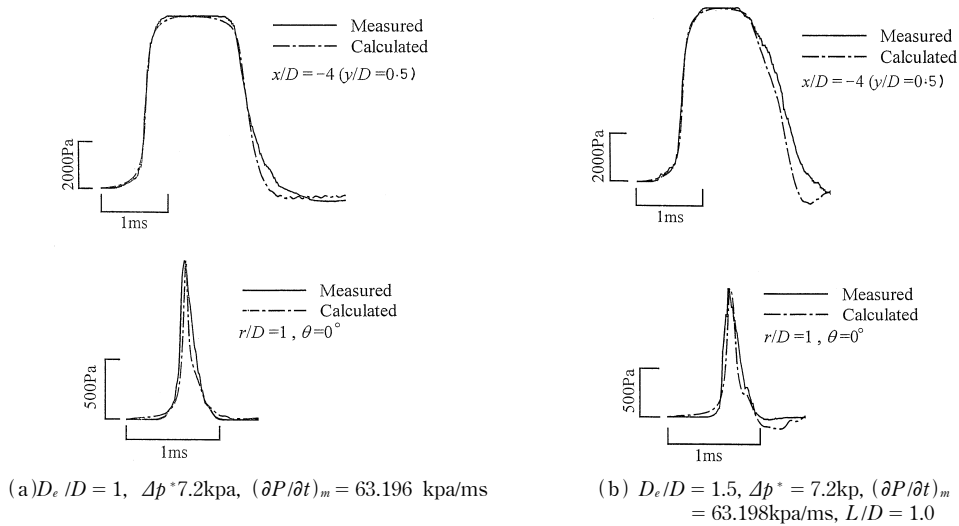 Measured
Calculated
x/D = −4 (y/D =0·5)
2000Pa
1ms
Measured
Calculated
x/D = −4 (y/D =0·5)
2000Pa
1ms
Measured
Calculated
r/D =1 , θ=0°
500Pa
1ms
Measured
Calculated
r/D =1 , θ=0°
500Pa
1ms
(a)Dₑ /D = 1, Δp *7.2kpa, (∂P/∂t)ₘ = 63.196 kpa/ms
(b) Dₑ/D = 1.5, Δp * = 7.2kp, (∂P/∂t)ₘ
= 63.198kpa/ms, L/D = 1.0